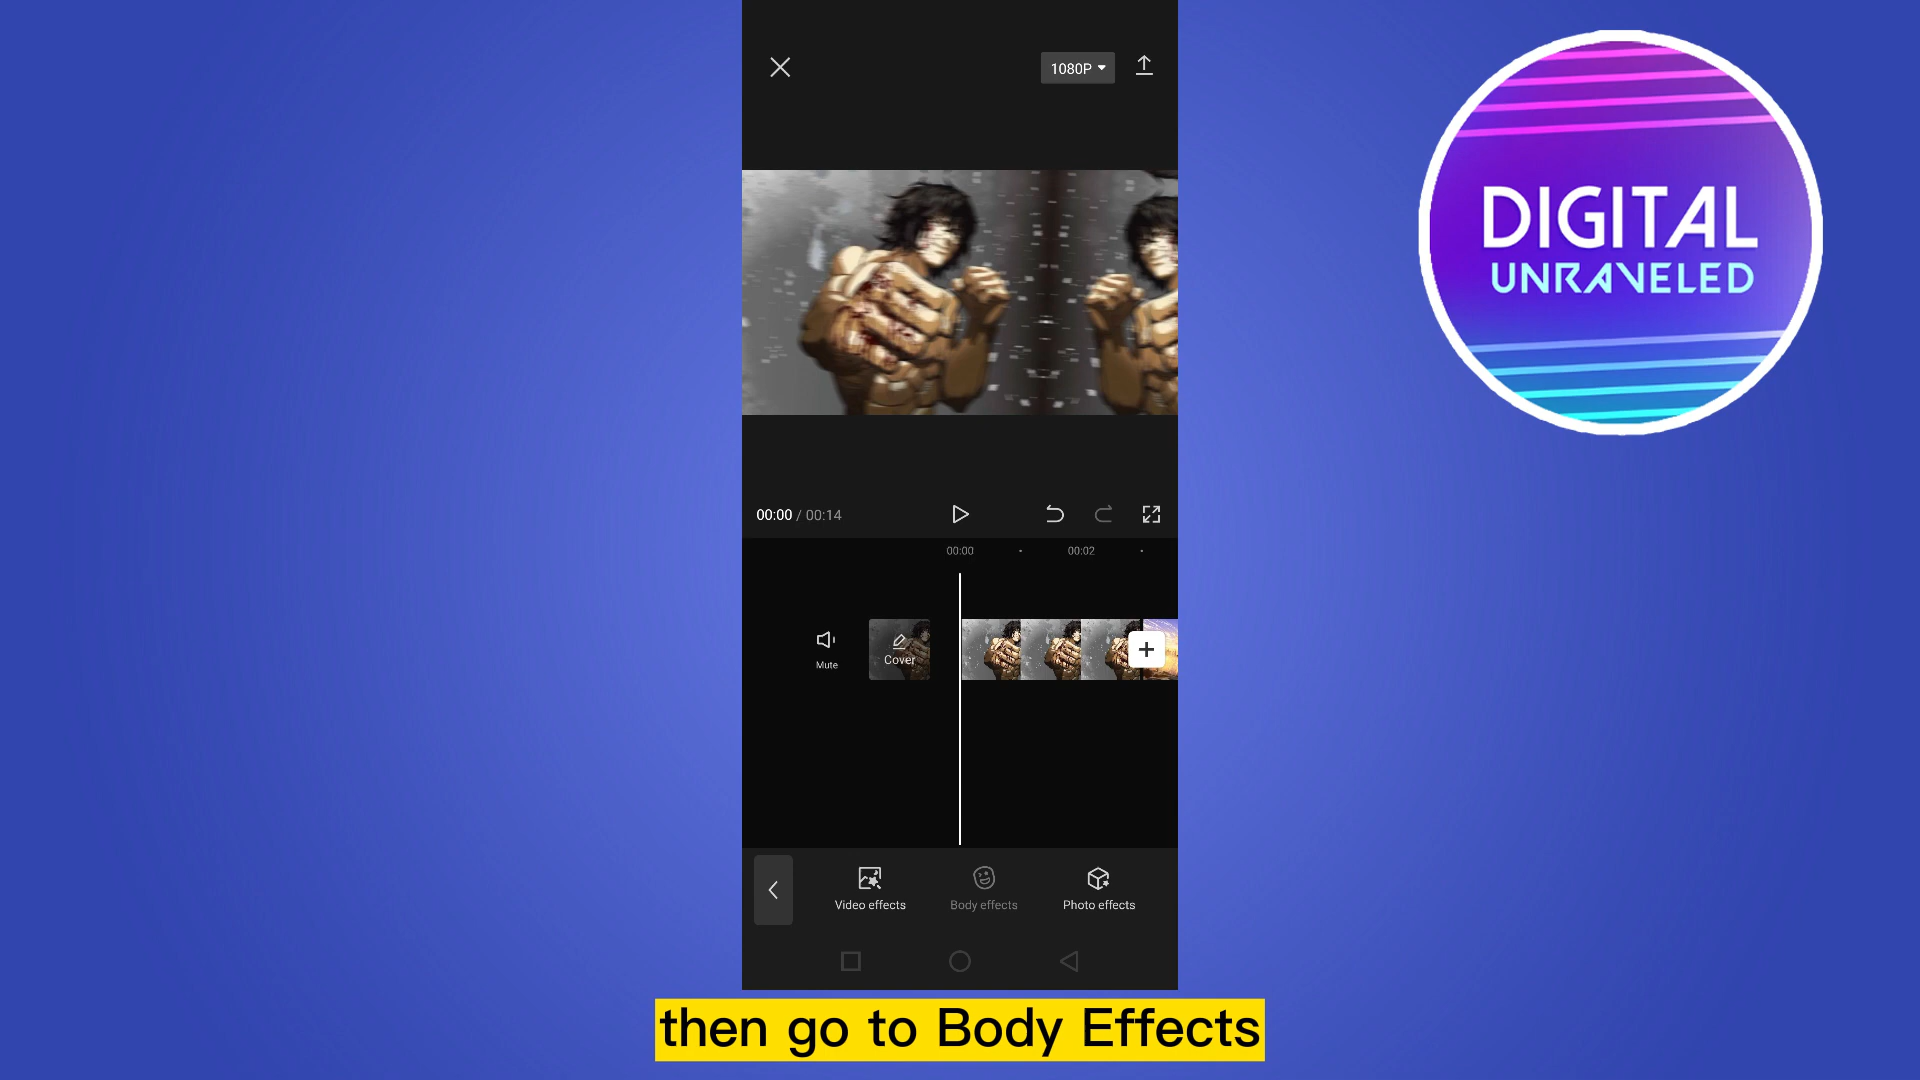 1080P
DIGITAL
UNRAVELED
00:00 / 00:14
00:00
00:02
Mute
Cover
Video effects
Body effects
Photo effects
then go to Body Effects